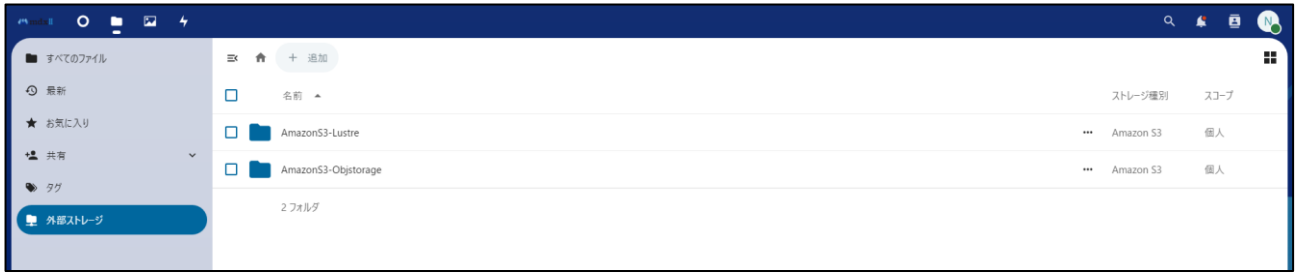 N
すべてのファイル
最新
お気に入り
共有
タグ
外部ストレージ
+ 追加
名前 ストレージ種別 スコープ
AmazonS3-Lustre ••• Amazon S3 個人
AmazonS3-Objstorage ••• Amazon S3 個人
2 フォルダ